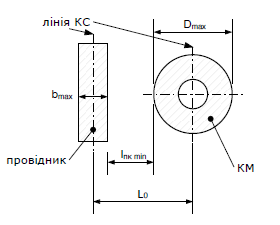 лінія КС
Dmax
bmax
lпк min
провідник
КМ
L0